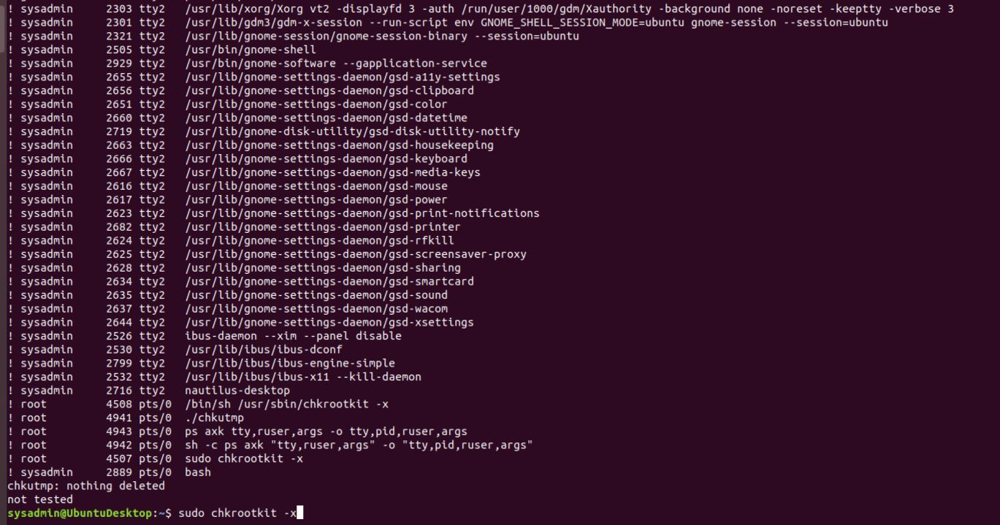 ! sysadmin     2303 tty2   /usr/lib/xorg/Xorg vt2 -displayfd 3 -auth /run/user/1000/gdm/Xauthority -background none -noreset -keeptty -verbose 3
! sysadmin     2301 tty2   /usr/lib/gdm3/gdm-x-session --run-script env GNOME_SHELL_SESSION_MODE=ubuntu gnome-session --session=ubuntu
! sysadmin     2321 tty2   /usr/lib/gnome-session/gnome-session-binary --session=ubuntu
! sysadmin     2505 tty2   /usr/bin/gnome-shell
! sysadmin     2929 tty2   /usr/bin/gnome-software --gapplication-service
! sysadmin     2655 tty2   /usr/lib/gnome-settings-daemon/gsd-a11y-settings
! sysadmin     2656 tty2   /usr/lib/gnome-settings-daemon/gsd-clipboard
! sysadmin     2651 tty2   /usr/lib/gnome-settings-daemon/gsd-color
! sysadmin     2660 tty2   /usr/lib/gnome-settings-daemon/gsd-datetime
! sysadmin     2719 tty2   /usr/lib/gnome-disk-utility/gsd-disk-utility-notify
! sysadmin     2663 tty2   /usr/lib/gnome-settings-daemon/gsd-housekeeping
! sysadmin     2666 tty2   /usr/lib/gnome-settings-daemon/gsd-keyboard
! sysadmin     2667 tty2   /usr/lib/gnome-settings-daemon/gsd-media-keys
! sysadmin     2616 tty2   /usr/lib/gnome-settings-daemon/gsd-mouse
! sysadmin     2617 tty2   /usr/lib/gnome-settings-daemon/gsd-power
! sysadmin     2623 tty2   /usr/lib/gnome-settings-daemon/gsd-print-notifications
! sysadmin     2682 tty2   /usr/lib/gnome-settings-daemon/gsd-printer
! sysadmin     2624 tty2   /usr/lib/gnome-settings-daemon/gsd-rfkill
! sysadmin     2625 tty2   /usr/lib/gnome-settings-daemon/gsd-screensaver-proxy
! sysadmin     2628 tty2   /usr/lib/gnome-settings-daemon/gsd-sharing
! sysadmin     2634 tty2   /usr/lib/gnome-settings-daemon/gsd-smartcard
! sysadmin     2635 tty2   /usr/lib/gnome-settings-daemon/gsd-sound
! sysadmin     2637 tty2   /usr/lib/gnome-settings-daemon/gsd-wacom
! sysadmin     2644 tty2   /usr/lib/gnome-settings-daemon/gsd-xsettings
! sysadmin     2526 tty2   ibus-daemon --xim --panel disable
! sysadmin     2530 tty2   /usr/lib/ibus/ibus-dconf
! sysadmin     2799 tty2   /usr/lib/ibus/ibus-engine-simple
! sysadmin     2532 tty2   /usr/lib/ibus/ibus-x11 --kill-daemon
! sysadmin     2716 tty2   nautilus-desktop
! root         4508 pts/0  /bin/sh /usr/sbin/chkrootkit -x
! root         4941 pts/0  ./chkutmp
! root         4943 pts/0  ps axk tty,ruser,args -o tty,pid,ruser,args
! root         4942 pts/0  sh -c ps axk "tty,ruser,args" -o "tty,pid,ruser,args"
! root         4507 pts/0  sudo chkrootkit -x
! sysadmin     2889 pts/0  bash
chkutmp: nothing deleted
not tested
sysadmin@UbuntuDesktop:~$ sudo chkrootkit -x